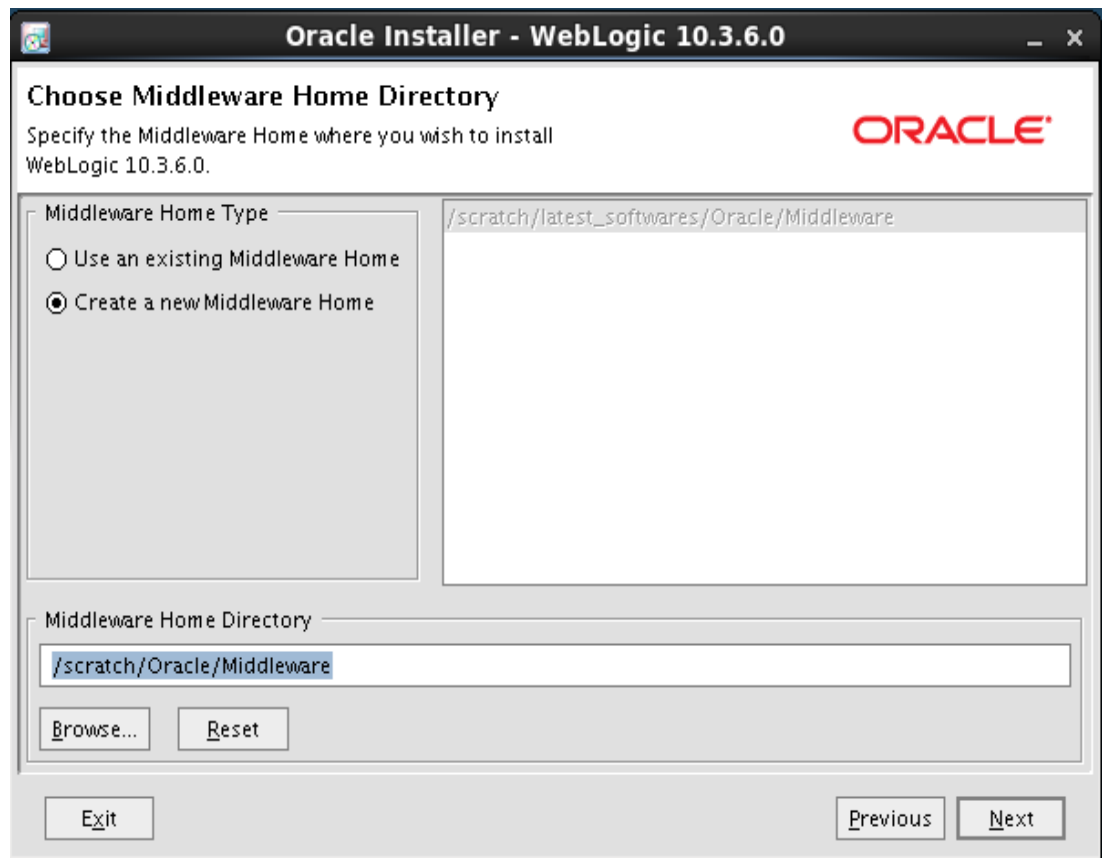 Oracle Installer - WebLogic 10.3.6.0
Choose Middleware Home Directory
Specify the Middleware Home where you wish to install
WebLogic 10.3.6.0.
ORACLE
Middleware Home Type
Use an existing Middleware Home
Create a new Middleware Home
/scratch/latest_softwares/Oracle/Middleware
Middleware Home Directory
/scratch/Oracle/Middleware
Browse...
Reset
Exit
Previous
Next